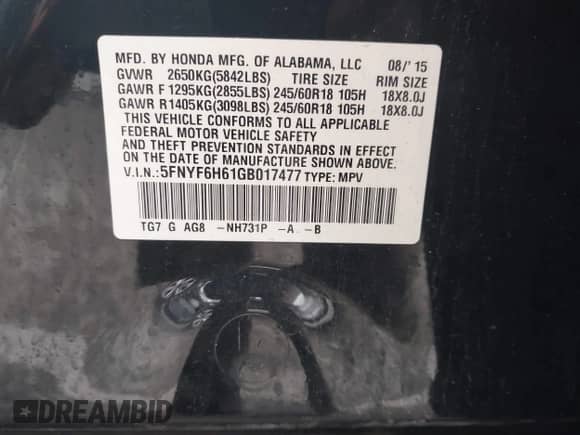 MFD. BY HONDA MFG. OF ALABAMA, LLC 08/'15
GVWR 2650KG(5842LBS) TIRE SIZE RIM SIZE
GAWR F 1295KG(2855LBS) 245/60R18 105H 18X8.0J
GAWR R 1405KG(3098LBS) 245/60R18 105H 18X8.0J
THIS VEHICLE CONFORMS TO ALL APPLICABLE
FEDERAL MOTOR VEHICLE SAFETY
AND THEFT PREVENTION STANDARDS IN EFFECT
ON THE DATE OF MANUFACTURE SHOWN ABOVE.
V.I.N.:5FNYF6H61GB017477 TYPE: MPV
TG7 G AG8 -NH731P -A -B
DREAMBID